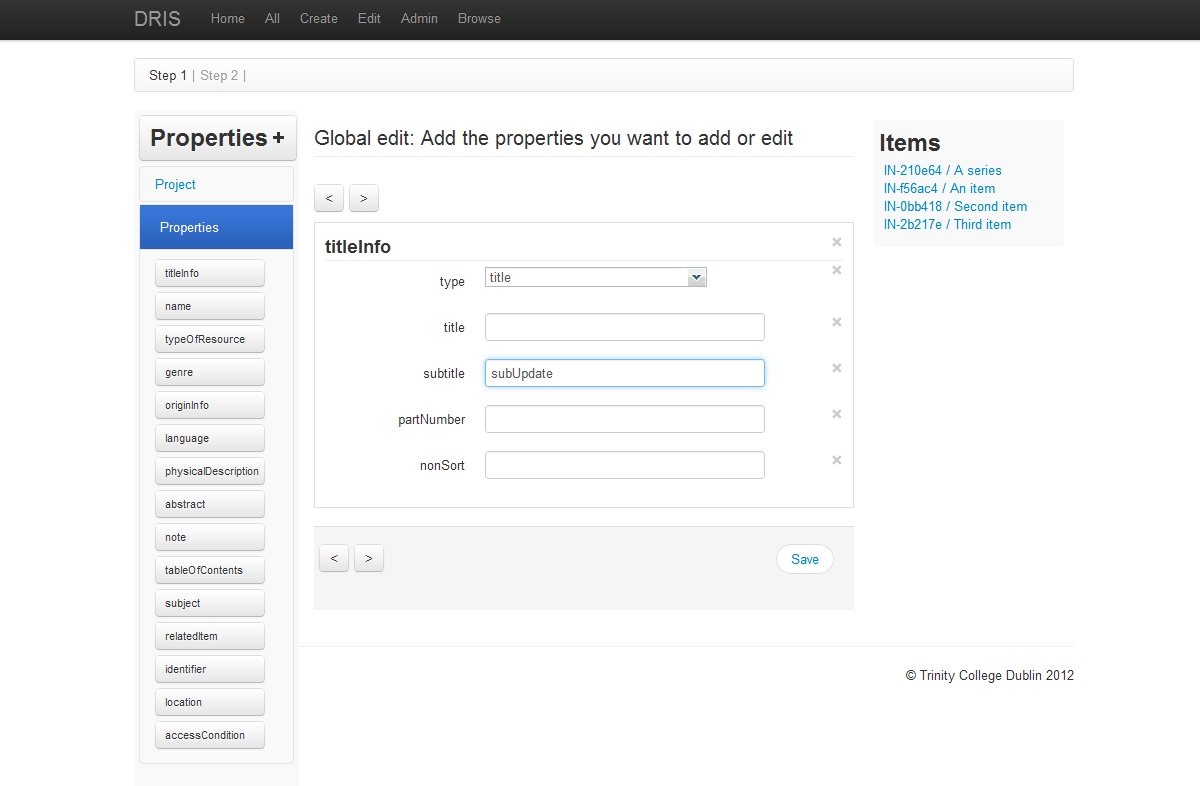 DRIS Home All Create Edit Admin Browse
Step 1 | Step 2 |
Properties +
Project
Properties
titleInfo
name
typeOfResource
genre
originInfo
language
physicalDescription
abstract
note
tableOfContents
subject
relatedItem
identifier
location
accessCondition
Global edit: Add the properties you want to add or edit
< >
titleInfo ×
type title ×
title ×
subtitle subUpdate ×
partNumber ×
nonSort ×
< > Save
Items
IN-210e64 / A series
IN-f56ac4 / An item
IN-0bb418 / Second item
IN-2b217e / Third item
© Trinity College Dublin 2012